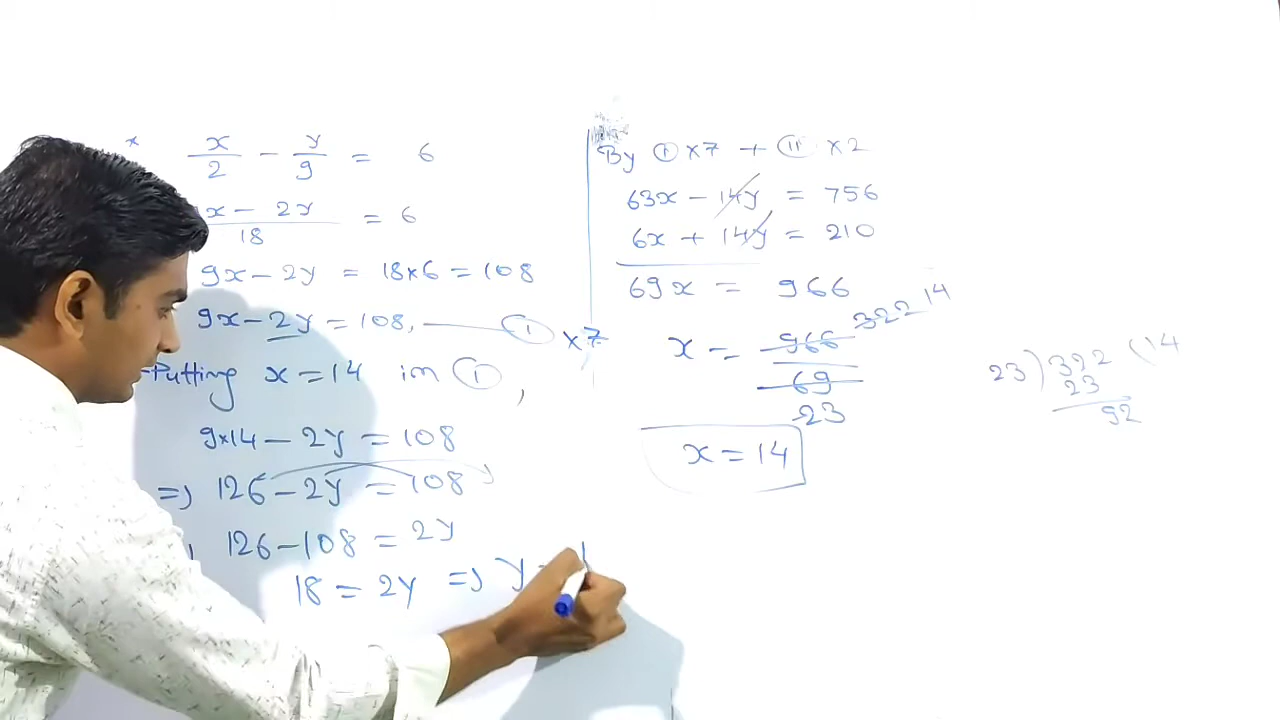 x/2 - y/9 = 6
x - 2y / 18 = 6
9x - 2y = 18×6 = 108
9x - 2y = 108, — (I) ×7
Putting x = 14 in (I),
9×14 - 2y = 108
=> 126 - 2y = 108
126 - 108 = 2y
18 = 2y => y =
By (I) ×7 + (II) ×2
63x - 14y = 756
6x + 14y = 210
69x = 966
x = 966/69 322 14
23
x = 14
23 ) 322 ( 14
23
92